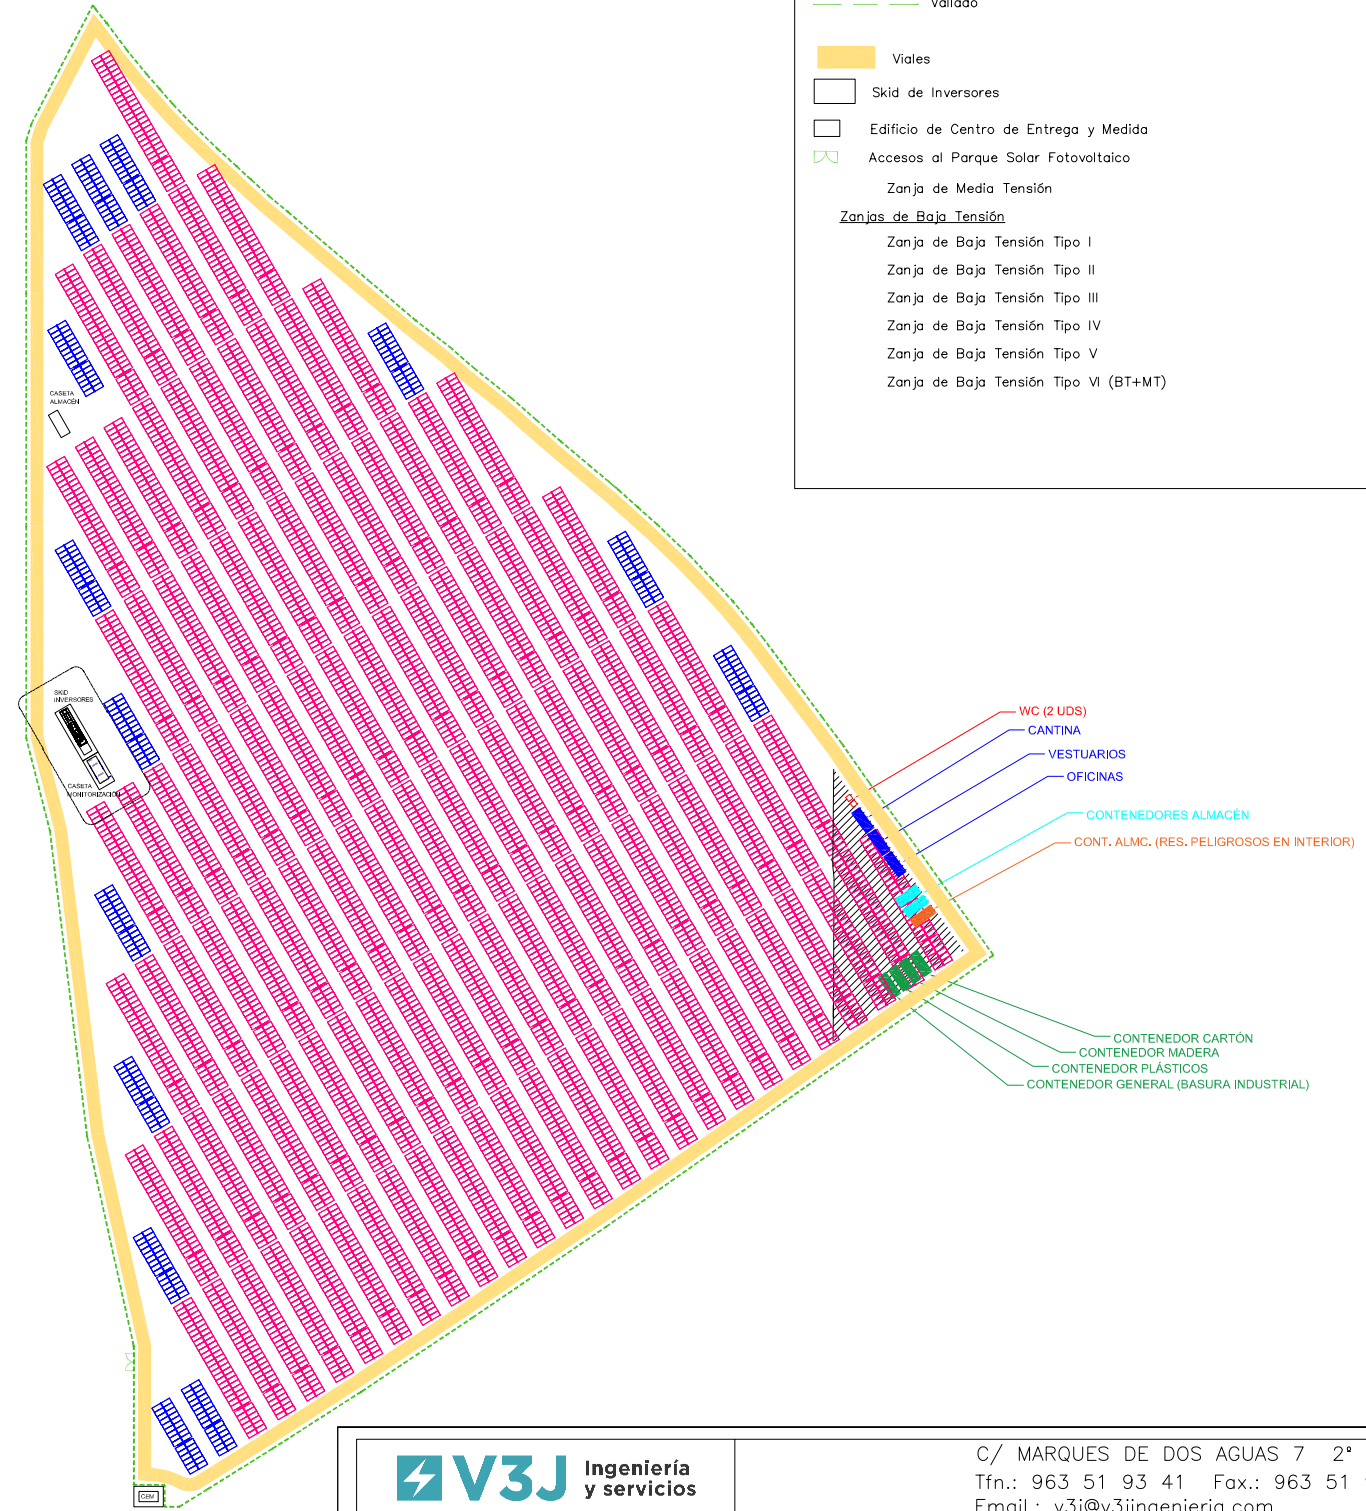 Vallado
Viales
Skid de Inversores
Edificio de Centro de Entrega y Medida
Accesos al Parque Solar Fotovoltaico
Zanja de Media Tensión
Zanjas de Baja Tensión
Zanja de Baja Tensión Tipo I
Zanja de Baja Tensión Tipo II
Zanja de Baja Tensión Tipo III
Zanja de Baja Tensión Tipo IV
Zanja de Baja Tensión Tipo V
Zanja de Baja Tensión Tipo VI (BT+MT)
CASETA
ALMACÉN
SKID
INVERSORES
CASETA
MONITORIZACIÓN
WC (2 UDS)
CANTINA
VESTUARIOS
OFICINAS
CONTENEDORES ALMACÉN
CONT. ALMC. (RES. PELIGROSOS EN INTERIOR)
CONTENEDOR CARTÓN
CONTENEDOR MADERA
CONTENEDOR PLÁSTICOS
CONTENEDOR GENERAL (BASURA INDUSTRIAL)
CEM
V3J Ingeniería
y servicios
C/ MARQUES DE DOS AGUAS 7 2ª
Tfn.: 963 51 93 41 Fax.: 963 51
Email.: v3j@v3jingenieria.com